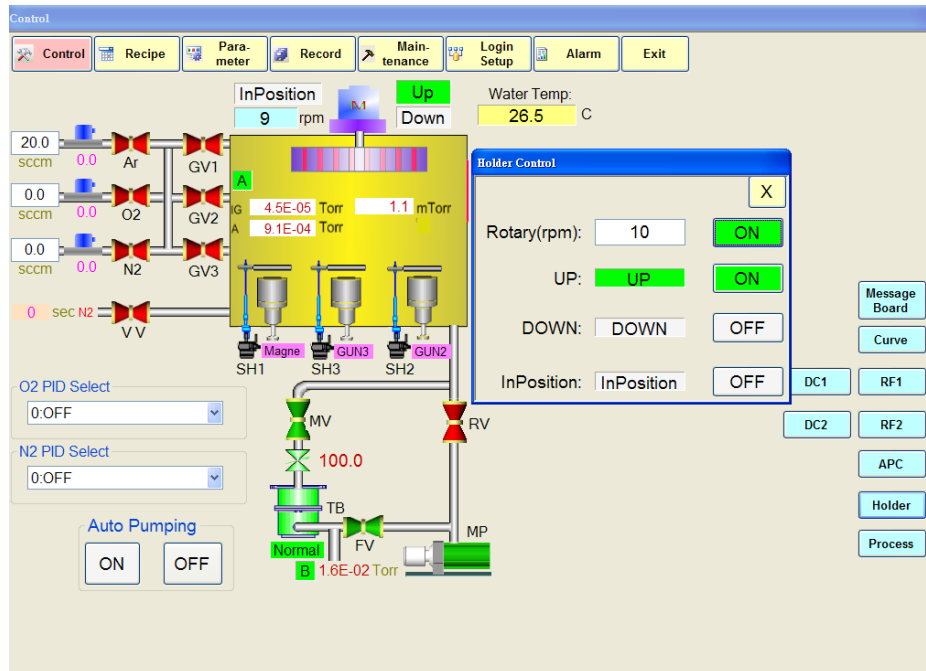 Control
Control Recipe Para-
meter Record Main-
tenance Login
Setup Alarm Exit
InPosition M Up Water Temp:
9 rpm Down 26.5 C
20.0
sccm 0.0 Ar GV1
0.0
sccm 0.0 O2 GV2
0.0
sccm 0.0 N2 GV3
0 sec N2 V V
A
IG 4.5E-05 Torr 1.1 mTorr
A 9.1E-04 Torr
Magne GUN3 GUN2
SH1 SH3 SH2
Holder Control
X
Rotary(rpm): 10 ON
UP: UP ON
DOWN: DOWN OFF
InPosition: InPosition OFF
Message
Board
Curve
DC1 RF1
DC2 RF2
APC
Holder
Process
O2 PID Select
0:OFF
N2 PID Select
0:OFF
Auto Pumping
ON OFF
MV RV
100.0
TB
Normal FV MP
B 1.6E-02 Torr